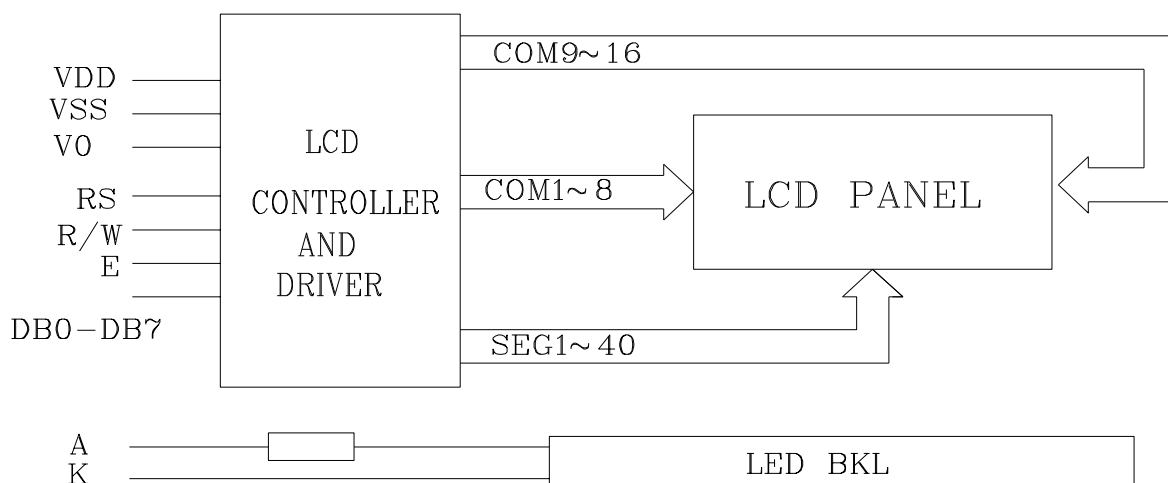 COM9~16
VDD
VSS
V0
LCD
CONTROLLER
AND
DRIVER
COM1~8
LCD PANEL
RS
R/W
E
DB0-DB7
SEG1~40
A
K
LED BKL